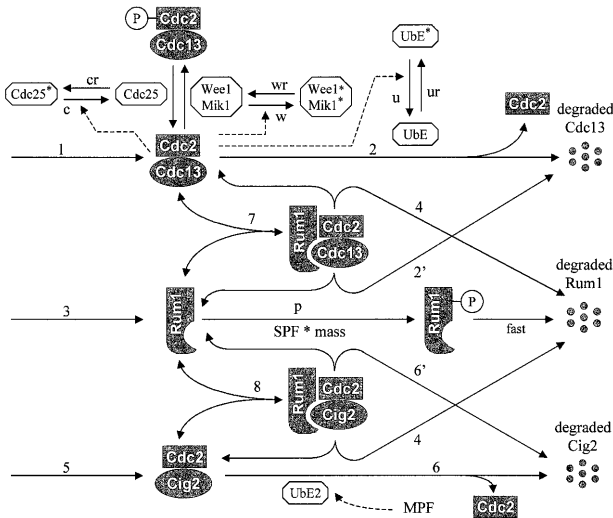 P
Cdc2
Cdc13
UbE*
Cdc25*
cr
c
Cdc25
Wee1
Mik1
wr
w
Wee1*
Mik1*
u
ur
UbE
Cdc2
degraded
Cdc13
1
Cdc2
Cdc13
2
7
Rum1
Cdc2
Cdc13
4
2'
degraded
Rum1
3
Rum1
p
SPF * mass
Rum1
P
fast
8
Rum1
Cdc2
Cig2
6'
4
degraded
Cig2
5
Cdc2
Cig2
6
UbE2
MPF
Cdc2